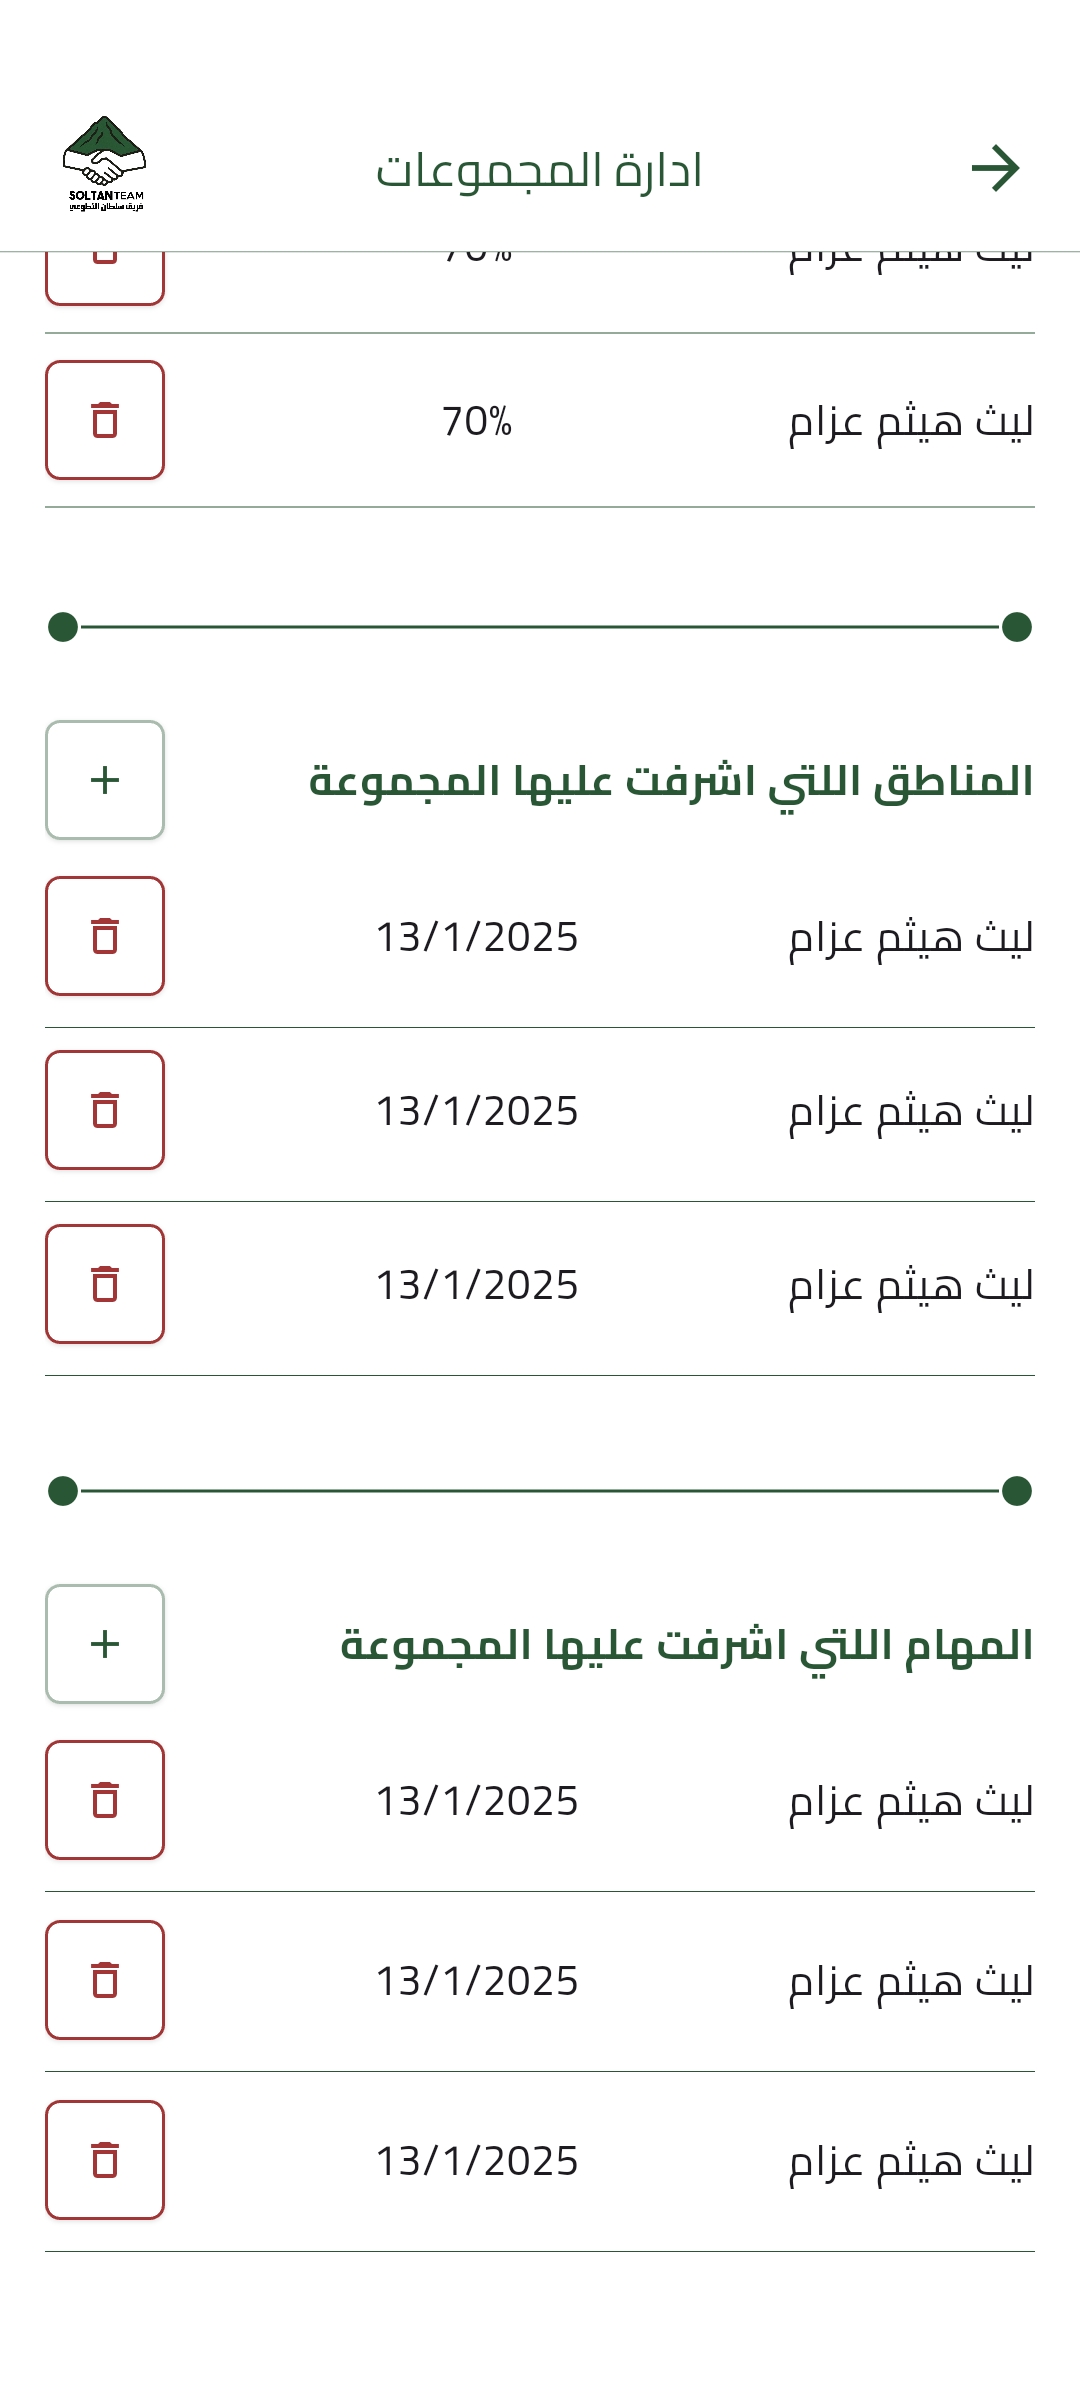 ادارة المجموعات
SOLTANTEAM
فريق سلطان التطوعي
ليث هيثم عزام 70%
ليث هيثم عزام 70%
المناطق اللتي اشرفت عليها المجموعة
ليث هيثم عزام 13/1/2025
ليث هيثم عزام 13/1/2025
ليث هيثم عزام 13/1/2025
المهام اللتي اشرفت عليها المجموعة
ليث هيثم عزام 13/1/2025
ليث هيثم عزام 13/1/2025
ليث هيثم عزام 13/1/2025